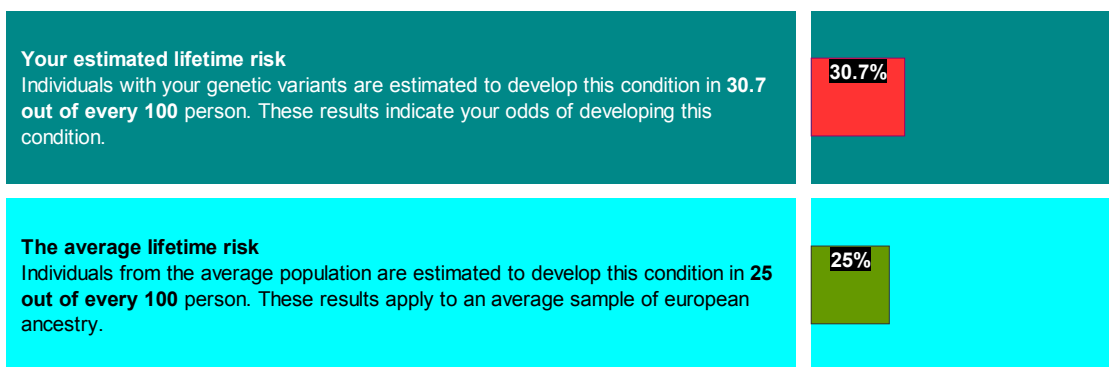 Your estimated lifetime risk
Individuals with your genetic variants are estimated to develop this condition in 30.7
out of every 100 person. These results indicate your odds of developing this
condition.
30.7%
The average lifetime risk
Individuals from the average population are estimated to develop this condition in 25
out of every 100 person. These results apply to an average sample of european
ancestry.
25%